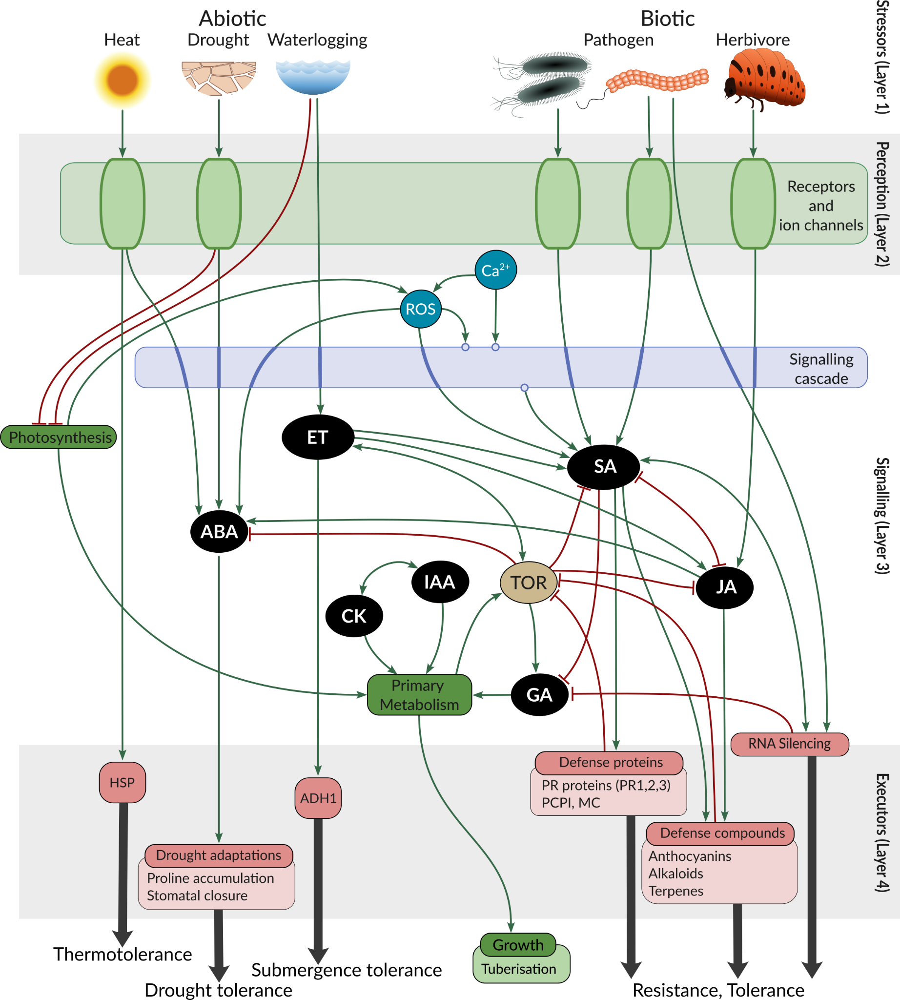 Abiotic
Biotic
Heat
Drought
Waterlogging
Pathogen
Herbivore
Stressors (Layer 1)
Perception (Layer 2)
Receptors
and
ion channels
Ca2+
ROS
Signalling
cascade
Photosynthesis
ET
SA
Signalling (Layer 3)
ABA
IAA
TOR
JA
CK
Primary
Metabolism
GA
RNA Silencing
Defense proteins
PR proteins (PR1,2,3)
PCPI, MC
HSP
ADH1
Executors (Layer 4)
Defense compounds
Anthocyanins
Alkaloids
Terpenes
Drought adaptations
Proline accumulation
Stomatal closure
Growth
Tuberisation
Thermotolerance
Submergence tolerance
Drought tolerance
Resistance, Tolerance